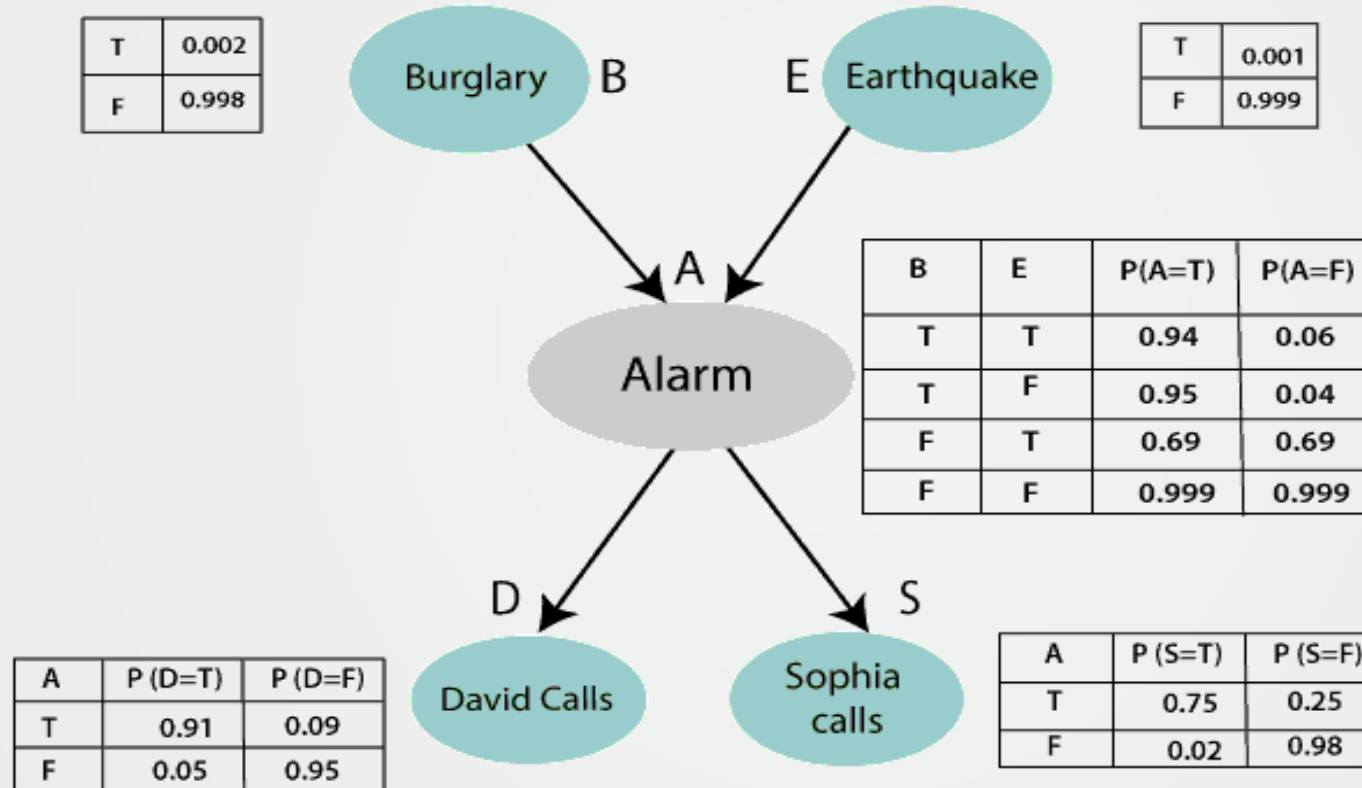 T 0.002
F 0.998
Burglary B
E Earthquake
T 0.001
F 0.999
A
Alarm
B E P(A=T) P(A=F)
T T 0.94 0.06
T F 0.95 0.04
F T 0.69 0.69
F F 0.999 0.999
D
S
A P (D=T) P (D=F)
T 0.91 0.09
F 0.05 0.95
David Calls
Sophia
calls
A P (S=T) P (S=F)
T 0.75 0.25
F 0.02 0.98